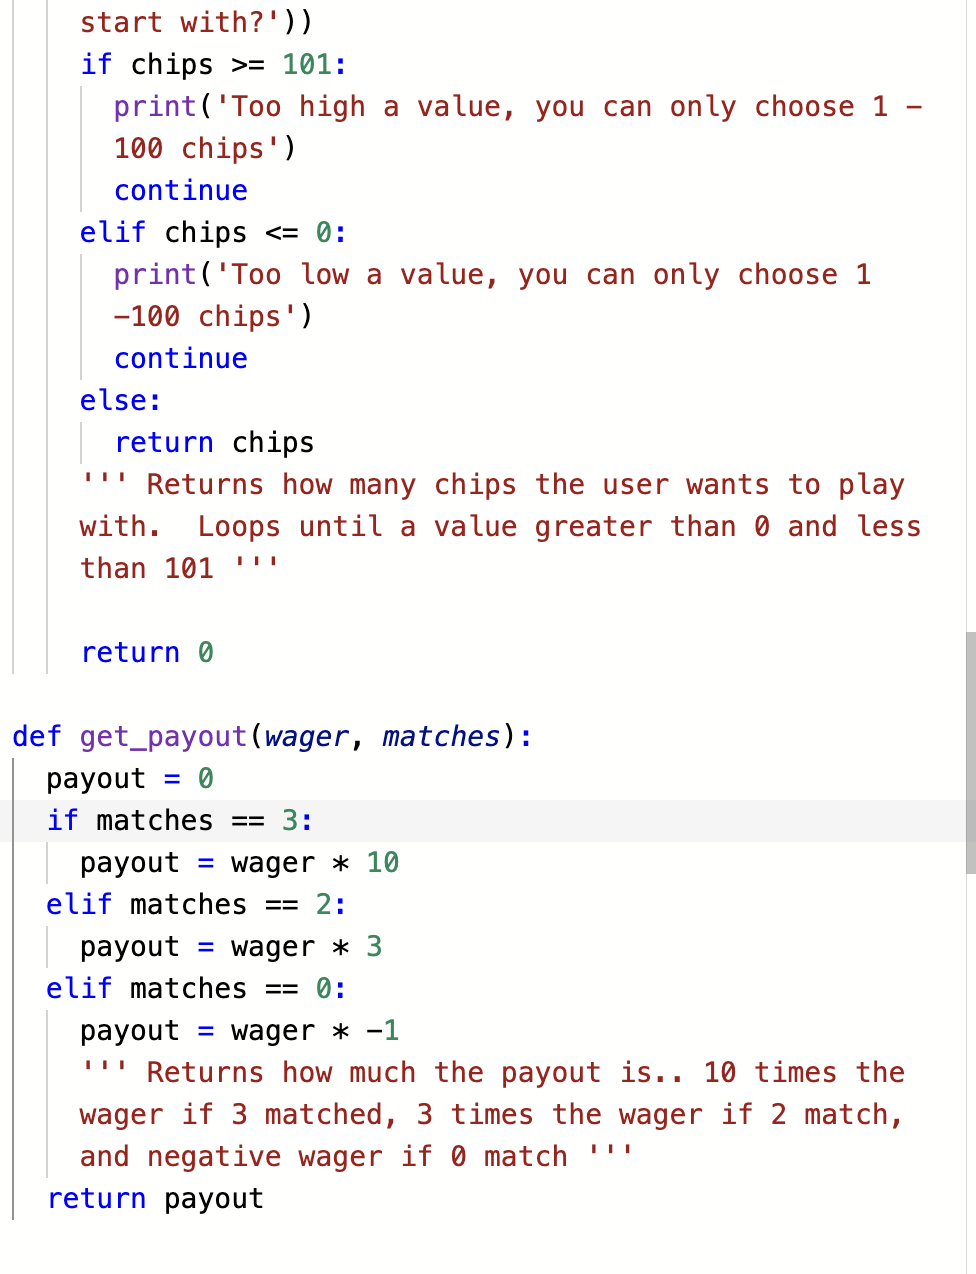 start with?'))
if chips >= 101:
print('Too high a value, you can only choose 1 -
100 chips')
continue
elif chips <= 0:
print('Too low a value, you can only choose 1
-100 chips')
continue
else:
return chips
''' Returns how many chips the user wants to play
with.  Loops until a value greater than 0 and less
than 101 '''
return 0
def get_payout(wager, matches):
payout = 0
if matches == 3:
payout = wager * 10
elif matches == 2:
payout = wager * 3
elif matches == 0:
payout = wager * -1
''' Returns how much the payout is.. 10 times the
wager if 3 matched, 3 times the wager if 2 match,
and negative wager if 0 match '''
return payout